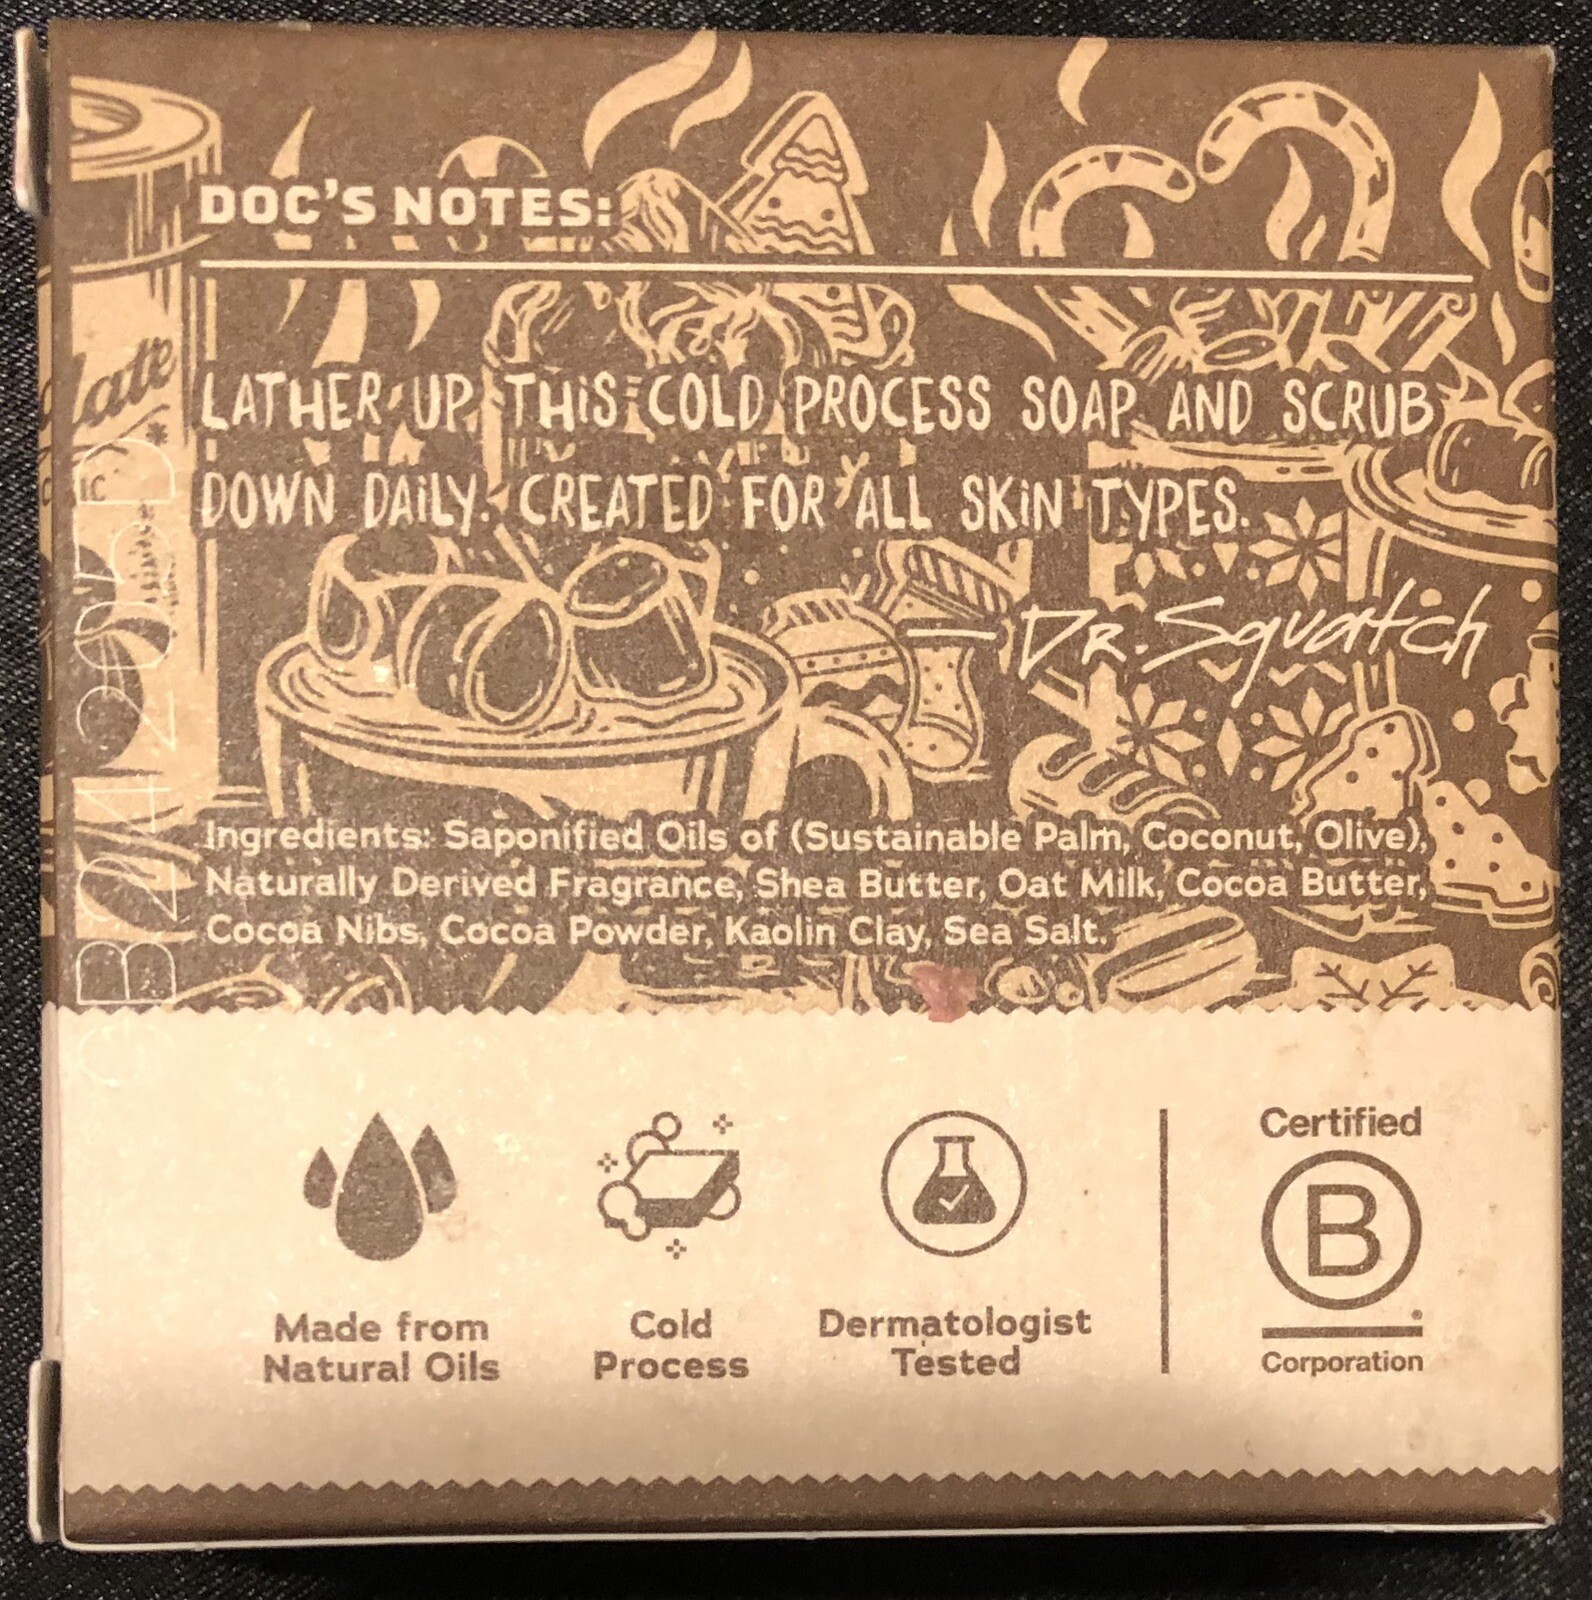 DOC'S NOTES:
LATHER UP THIS COLD PROCESS SOAP AND SCRUB
DOWN DAILY. CREATED FOR ALL SKIN TYPES.
— DR. Squatch
Ingredients: Saponified Oils of (Sustainable Palm, Coconut, Olive),
Naturally Derived Fragrance, Shea Butter, Oat Milk, Cocoa Butter,
Cocoa Nibs, Cocoa Powder, Kaolin Clay, Sea Salt.
Made from
Natural Oils
Cold
Process
Dermatologist
Tested
Certified
B
Corporation